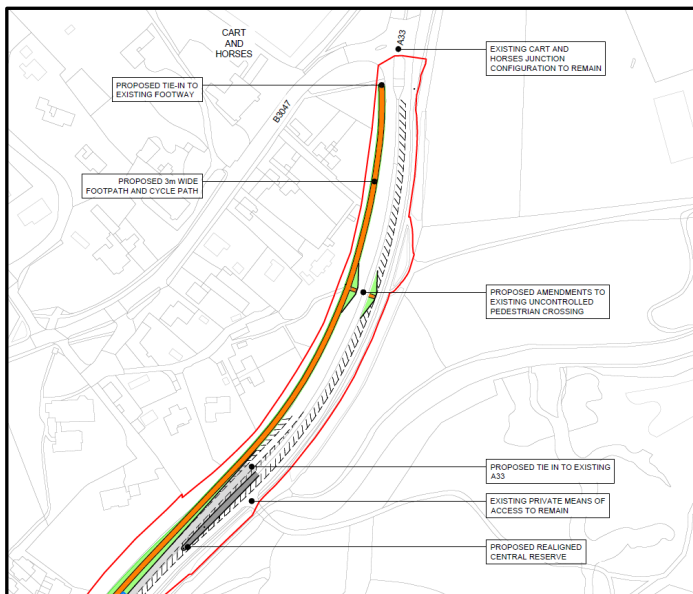 CART
AND
HORSES
A33
EXISTING CART AND
HORSES JUNCTION
CONFIGURATION TO REMAIN
PROPOSED TIE-IN TO
EXISTING FOOTWAY
B3047
PROPOSED 3m WIDE
FOOTPATH AND CYCLE PATH
PROPOSED AMENDMENTS TO
EXISTING UNCONTROLLED
PEDESTRIAN CROSSING
PROPOSED TIE IN TO EXISTING
A33
EXISTING PRIVATE MEANS OF
ACCESS TO REMAIN
PROPOSED REALIGNED
CENTRAL RESERVE